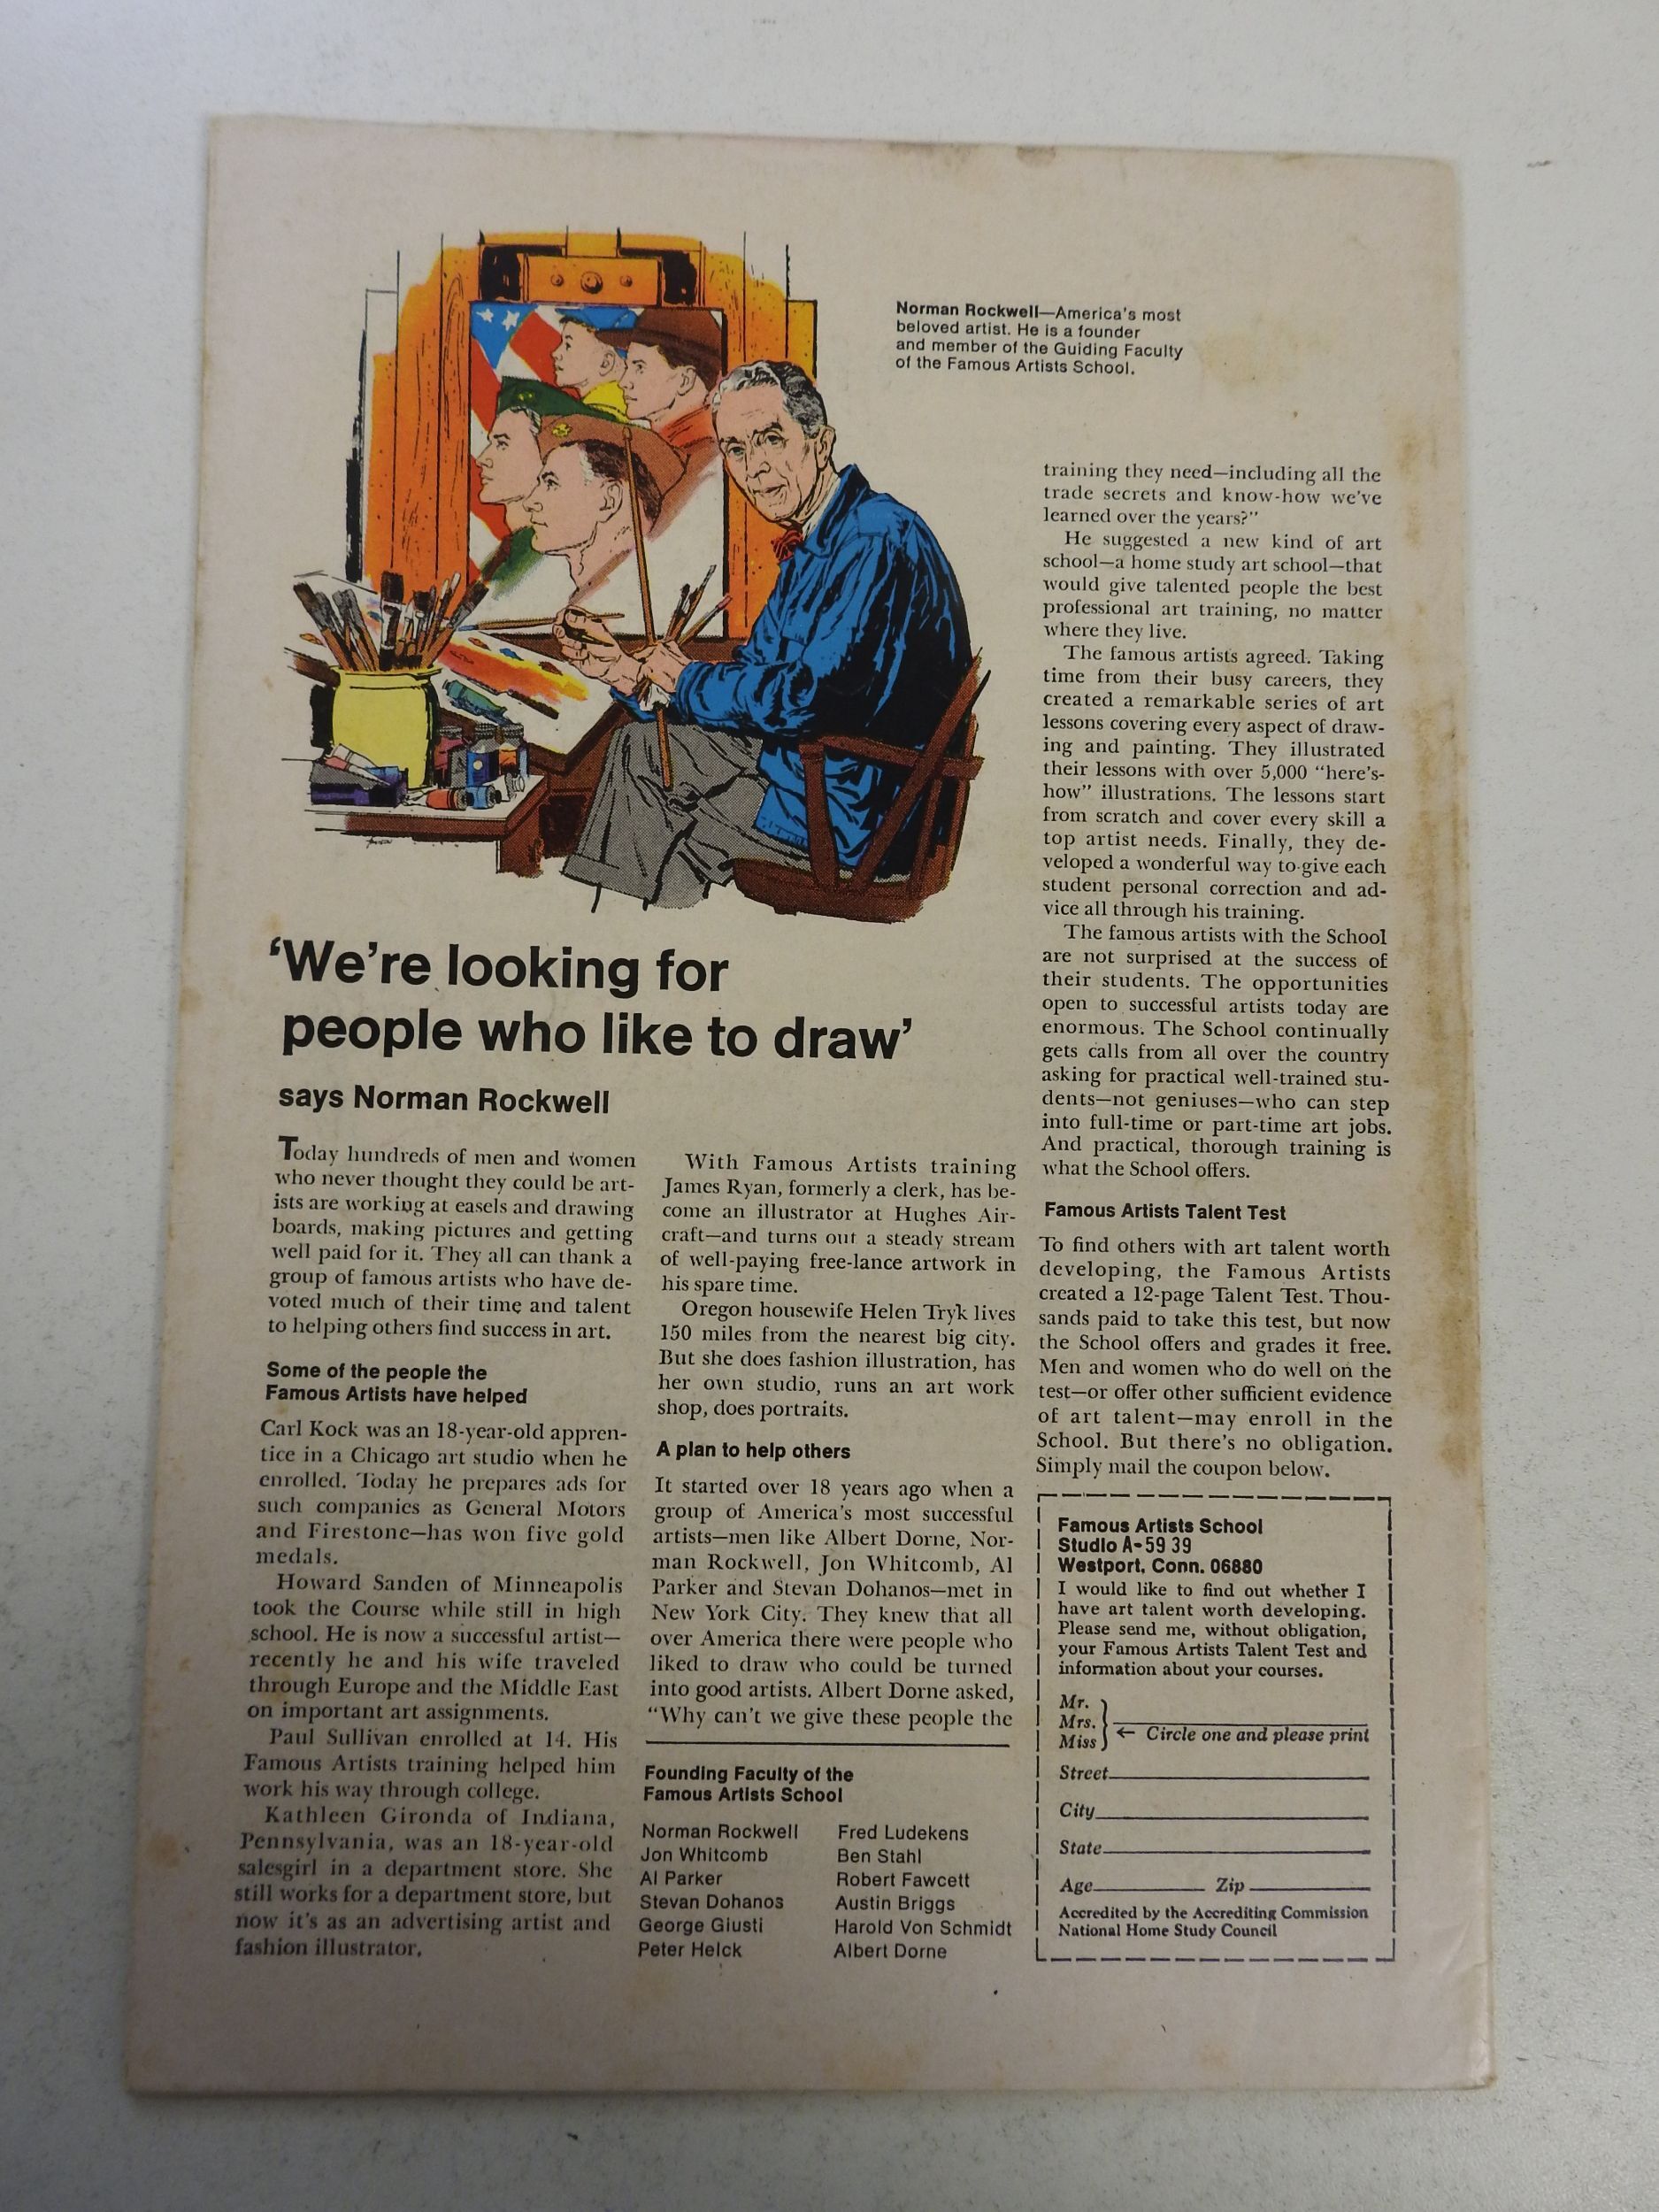 Norman Rockwell—America's most
beloved artist. He is a founder
and member of the Guiding Faculty
of the Famous Artists School.
'We're looking for
people who like to draw'
says Norman Rockwell
Today hundreds of men and women
who never thought they could be art-
ists are working at easels and drawing
boards, making pictures and getting
well paid for it. They all can thank a
group of famous artists who have de-
voted much of their time and talent
to helping others find success in art.
Some of the people the
Famous Artists have helped
Carl Kock was an 18-year-old appren-
tice in a Chicago art studio when he
enrolled. Today he prepares ads for
such companies as General Motors
and Firestone—has won five gold
medals.
Howard Sanden of Minneapolis
took the Course while still in high
school. He is now a successful artist—
recently he and his wife traveled
through Europe and the Middle East
on important art assignments.
Paul Sullivan enrolled at 14. His
Famous Artists training helped him
work his way through college.
Kathleen Gironda of Indiana,
Pennsylvania, was an 18-year-old
salesgirl in a department store. She
still works for a department store, but
now it's as an advertising artist and
fashion illustrator.
With Famous Artists training
James Ryan, formerly a clerk, has be-
come an illustrator at Hughes Air-
craft—and turns out a steady stream
of well-paying free-lance artwork in
his spare time.
Oregon housewife Helen Tryk lives
150 miles from the nearest big city.
But she does fashion illustration, has
her own studio, runs an art work
shop, does portraits.
A plan to help others
It started over 18 years ago when a
group of America's most successful
artists—men like Albert Dorne, Nor-
man Rockwell, Jon Whitcomb, Al
Parker and Stevan Dohanos—met in
New York City. They knew that all
over America there were people who
liked to draw who could be turned
into good artists. Albert Dorne asked,
"Why can't we give these people the
training they need—including all the
trade secrets and know-how we've
learned over the years?"
He suggested a new kind of art
school—a home study art school—that
would give talented people the best
professional art training, no matter
where they live.
The famous artists agreed. Taking
time from their busy careers, they
created a remarkable series of art
lessons covering every aspect of draw-
ing and painting. They illustrated
their lessons with over 5,000 "here's-
how" illustrations. The lessons start
from scratch and cover every skill a
top artist needs. Finally, they de-
veloped a wonderful way to give each
student personal correction and ad-
vice all through his training.
The famous artists with the School
are not surprised at the success of
their students. The opportunities
open to successful artists today are
enormous. The School continually
gets calls from all over the country
asking for practical well-trained stu-
dents—not geniuses—who can step
into full-time or part-time art jobs.
And practical, thorough training is
what the School offers.
Famous Artists Talent Test
To find others with art talent worth
developing, the Famous Artists
created a 12-page Talent Test. Thou-
sands paid to take this test, but now
the School offers and grades it free.
Men and women who do well on the
test—or offer other sufficient evidence
of art talent—may enroll in the
School. But there's no obligation.
Simply mail the coupon below.
Founding Faculty of the
Famous Artists School
Norman Rockwell
Jon Whitcomb
Al Parker
Stevan Dohanos
George Giusti
Peter Helck
Fred Ludekens
Ben Stahl
Robert Fawcett
Austin Briggs
Harold Von Schmidt
Albert Dorne
Famous Artists School
Studio A-59 39
Westport, Conn. 06880
I would like to find out whether I
have art talent worth developing.
Please send me, without obligation,
your Famous Artists Talent Test and
information about your courses.
Mr.
Mrs.
Miss
← Circle one and please print
Street
City
State
Age Zip
Accredited by the Accrediting Commission
National Home Study Council